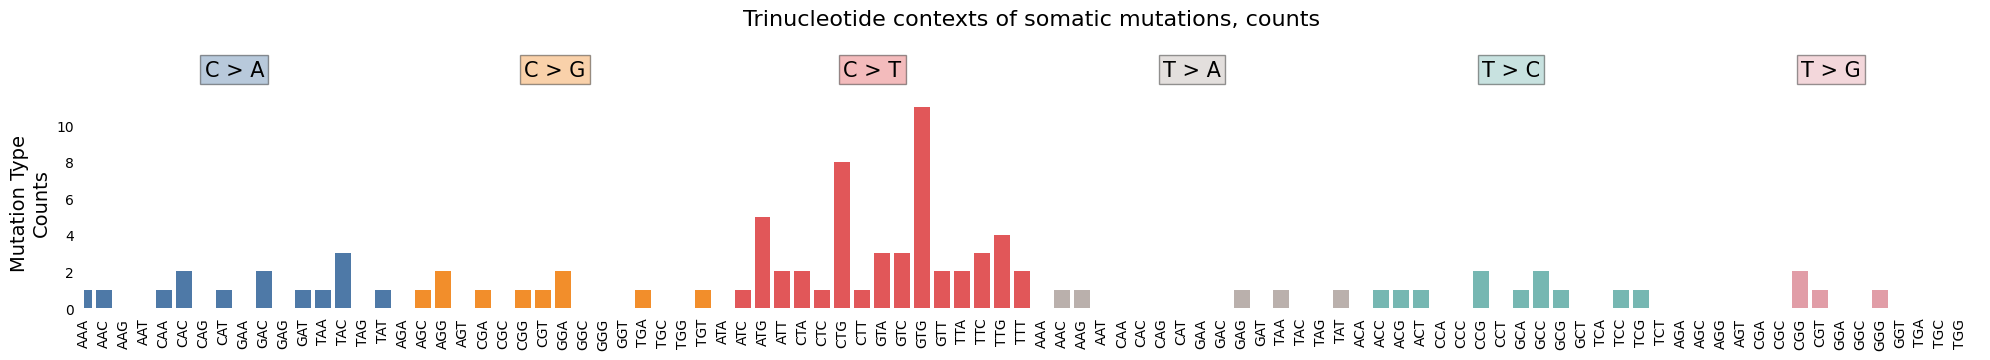 Trinucleotide contexts of somatic mutations, counts
C > A
C > G
C > T
T > A
T > C
T > G
Mutation Type
Counts
10
8
6
4
2
0
AAA AAC AAG AAT CAA CAC CAG CAT GAA GAC GAG GAT TAA TAC TAG TAT AGA AGC AGG AGT CGA CGC CGG CGT GGA GGC GGG GGT TGA TGC TGG TGT ATA ATC ATG ATT CTA CTC CTG CTT GTA GTC GTG GTT TTA TTC TTG TTT AAA AAC AAG AAT CAA CAC CAG CAT GAA GAC GAG GAT TAA TAC TAG TAT ACA ACC ACG ACT CCA CCC CCG CCT GCA GCC GCG GCT TCA TCC TCG TCT AGA AGC AGG AGT CGA CGC CGG CGT GGA GGC GGG GGT TGA TGC TGG